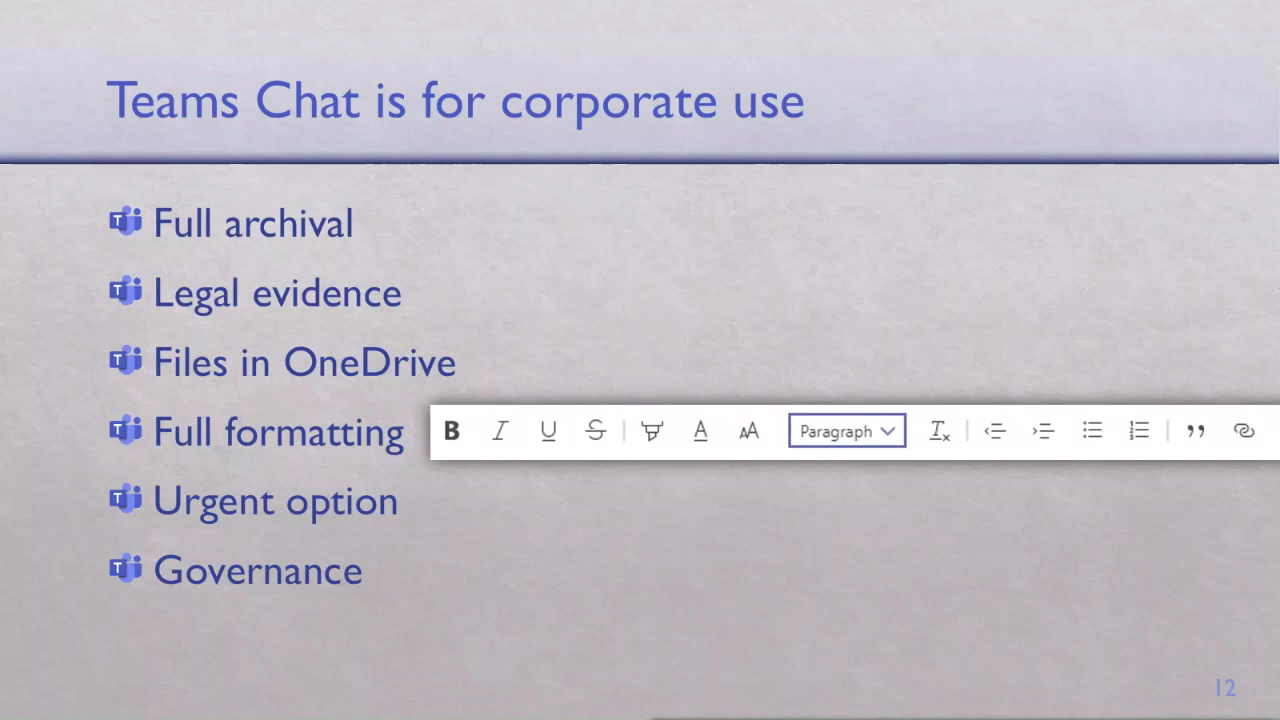 Teams Chat is for corporate use
Full archival
Legal evidence
Files in OneDrive
Full formatting
B I U S A AA Paragraph Tx
Urgent option
Governance
12